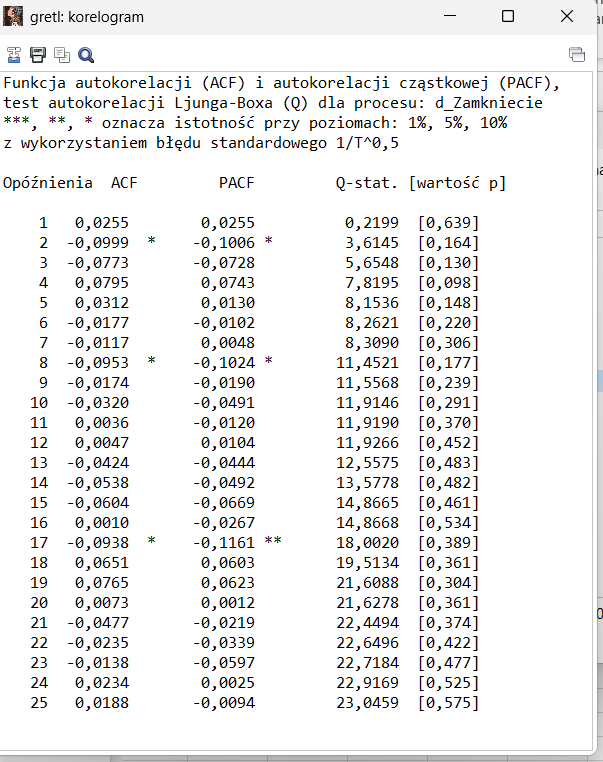 gretl: korelogram
Funkcja autokorelacji (ACF) i autokorelacji cząstkowej (PACF),
test autokorelacji Ljunga-Boxa (Q) dla procesu: d_Zamkniecie
***, **, * oznacza istotność przy poziomach: 1%, 5%, 10%
z wykorzystaniem błędu standardowego 1/T^0,5
Opóźnienia ACF PACF Q-stat. [wartość p]
1 0,0255 0,0255 0,2199 [0,639]
2 -0,0999 * -0,1006 * 3,6145 [0,164]
3 -0,0773 -0,0728 5,6548 [0,130]
4 0,0795 0,0743 7,8195 [0,098]
5 0,0312 0,0130 8,1536 [0,148]
6 -0,0177 -0,0102 8,2621 [0,220]
7 -0,0117 0,0048 8,3090 [0,306]
8 -0,0953 * -0,1024 * 11,4521 [0,177]
9 -0,0174 -0,0190 11,5568 [0,239]
10 -0,0320 -0,0491 11,9146 [0,291]
11 0,0036 -0,0120 11,9190 [0,370]
12 0,0047 0,0104 11,9266 [0,452]
13 -0,0424 -0,0444 12,5575 [0,483]
14 -0,0538 -0,0492 13,5778 [0,482]
15 -0,0604 -0,0669 14,8665 [0,461]
16 0,0010 -0,0267 14,8668 [0,534]
17 -0,0938 * -0,1161 ** 18,0020 [0,389]
18 0,0651 0,0603 19,5134 [0,361]
19 0,0765 0,0623 21,6088 [0,304]
20 0,0073 0,0012 21,6278 [0,361]
21 -0,0477 -0,0219 22,4494 [0,374]
22 -0,0235 -0,0339 22,6496 [0,422]
23 -0,0138 -0,0597 22,7184 [0,477]
24 0,0234 0,0025 22,9169 [0,525]
25 0,0188 -0,0094 23,0459 [0,575]